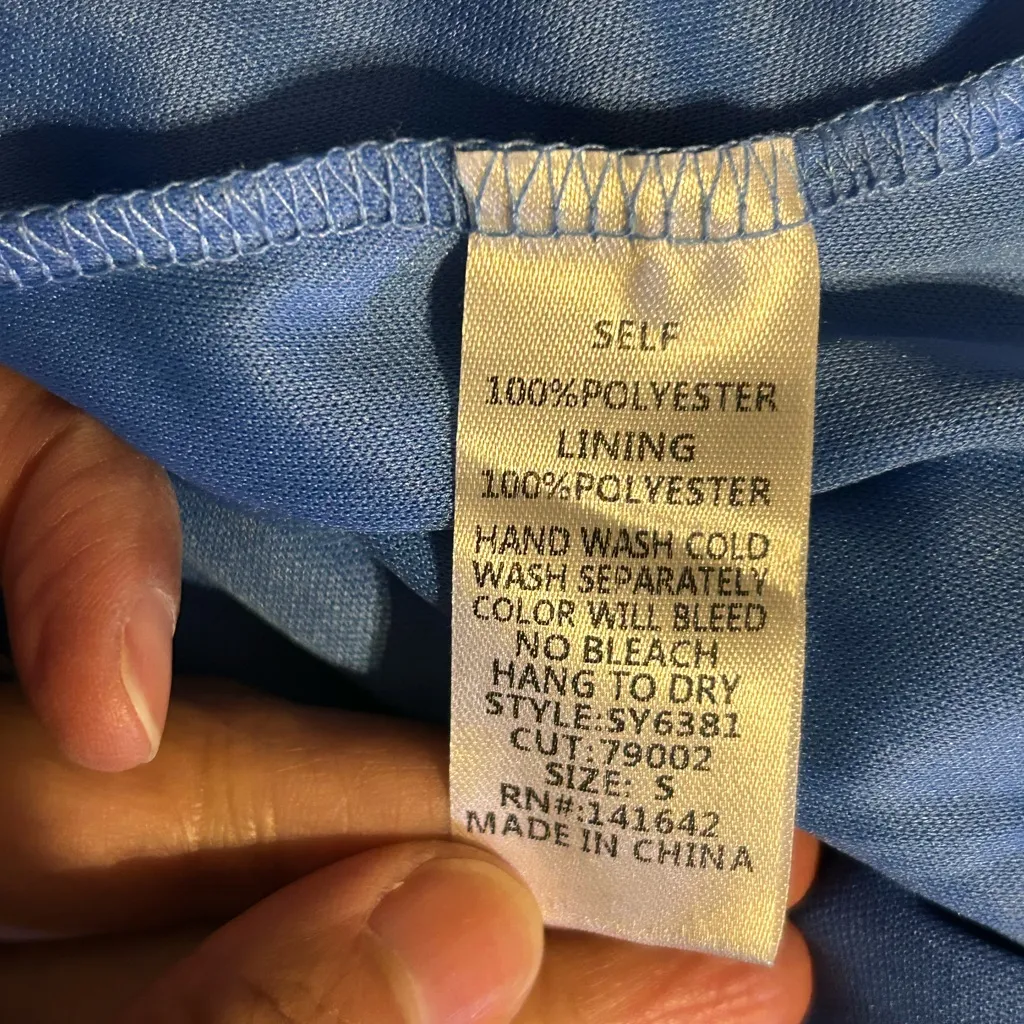 SELF
100%POLYESTER
LINING
100%POLYESTER
HAND WASH COLD
WASH SEPARATELY
COLOR WILL BLEED
NO BLEACH
HANG TO DRY
STYLE:SY6381
CUT:79002
SIZE: S
RN#:141642
MADE IN CHINA